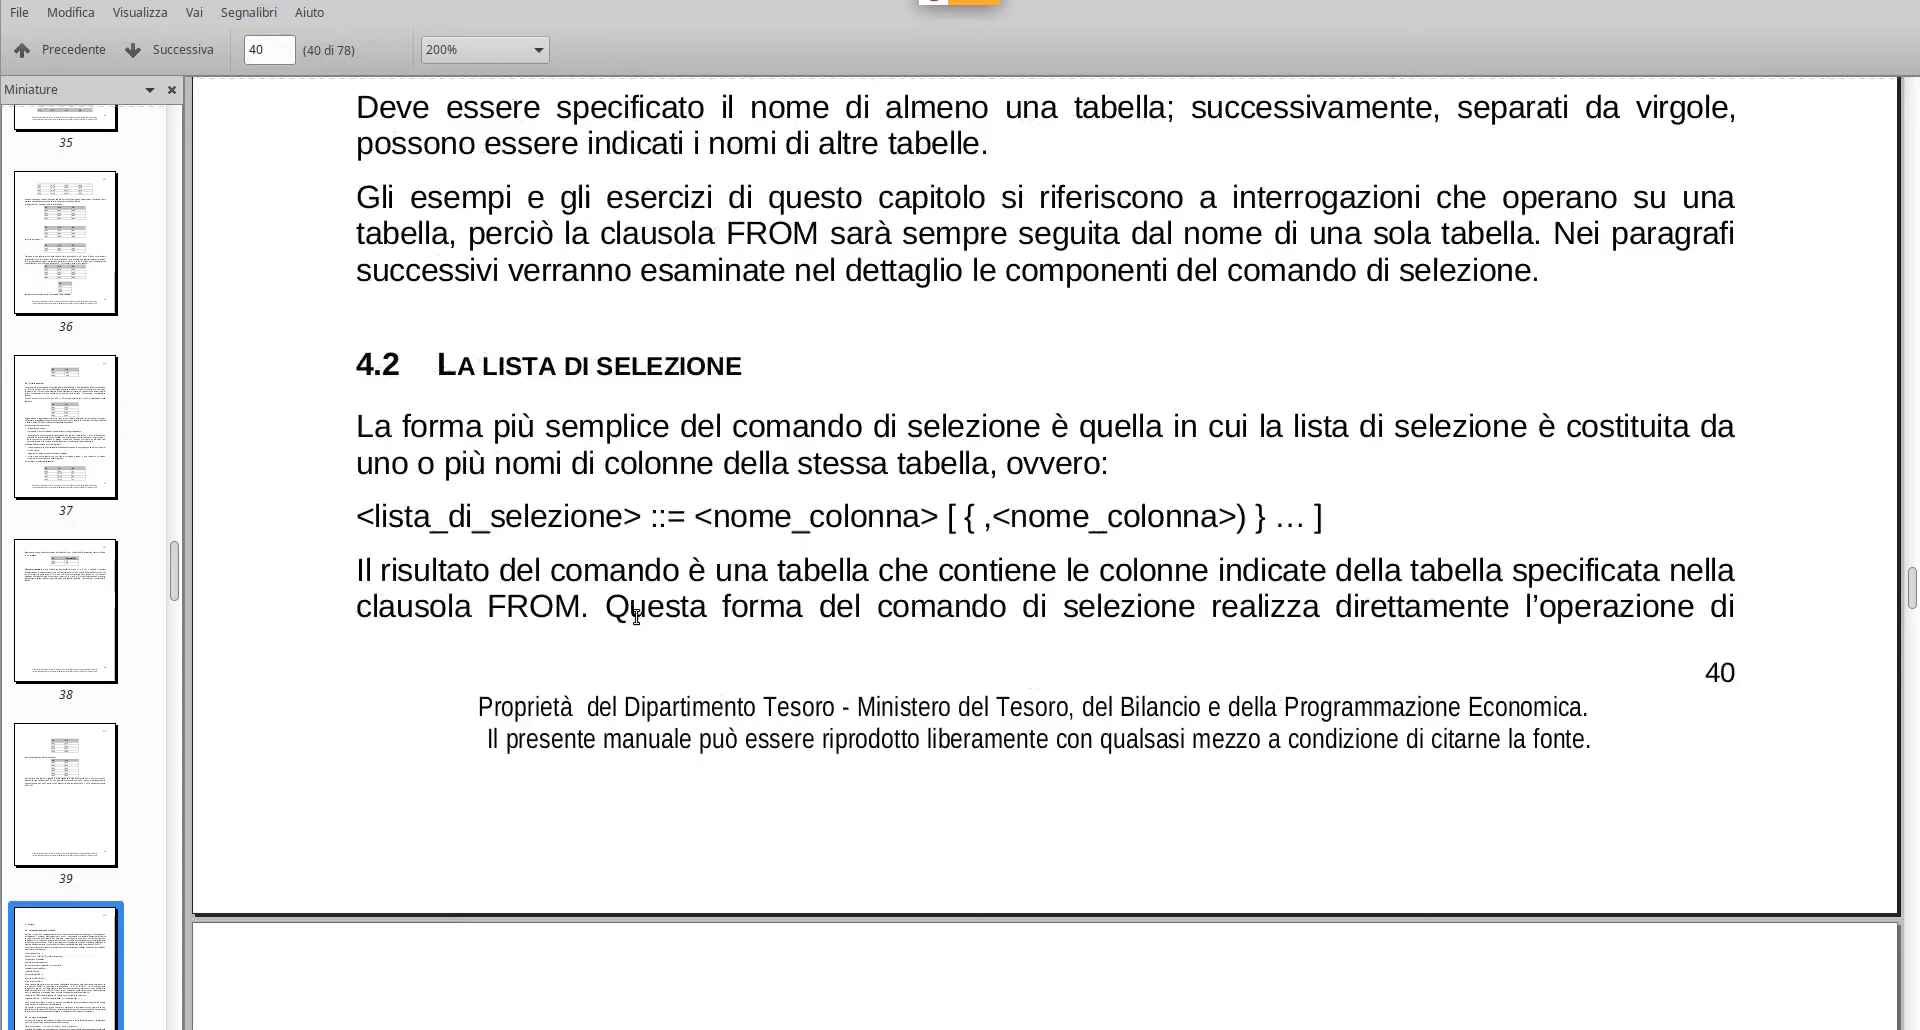 File Modifica Visualizza Vai Segnalibri Aiuto
Precedente Successiva 40 (40 di 78) 200%
Miniature
35
36
37
38
39
Deve essere specificato il nome di almeno una tabella; successivamente, separati da virgole,
possono essere indicati i nomi di altre tabelle.
Gli esempi e gli esercizi di questo capitolo si riferiscono a interrogazioni che operano su una
tabella, perciò la clausola FROM sarà sempre seguita dal nome di una sola tabella. Nei paragrafi
successivi verranno esaminate nel dettaglio le componenti del comando di selezione.
4.2 LA LISTA DI SELEZIONE
La forma più semplice del comando di selezione è quella in cui la lista di selezione è costituita da
uno o più nomi di colonne della stessa tabella, ovvero:
<lista_di_selezione> ::= <nome_colonna> [ { ,<nome_colonna>) } … ]
Il risultato del comando è una tabella che contiene le colonne indicate della tabella specificata nella
clausola FROM. Questa forma del comando di selezione realizza direttamente l’operazione di
40
Proprietà del Dipartimento Tesoro - Ministero del Tesoro, del Bilancio e della Programmazione Economica.
Il presente manuale può essere riprodotto liberamente con qualsasi mezzo a condizione di citarne la fonte.